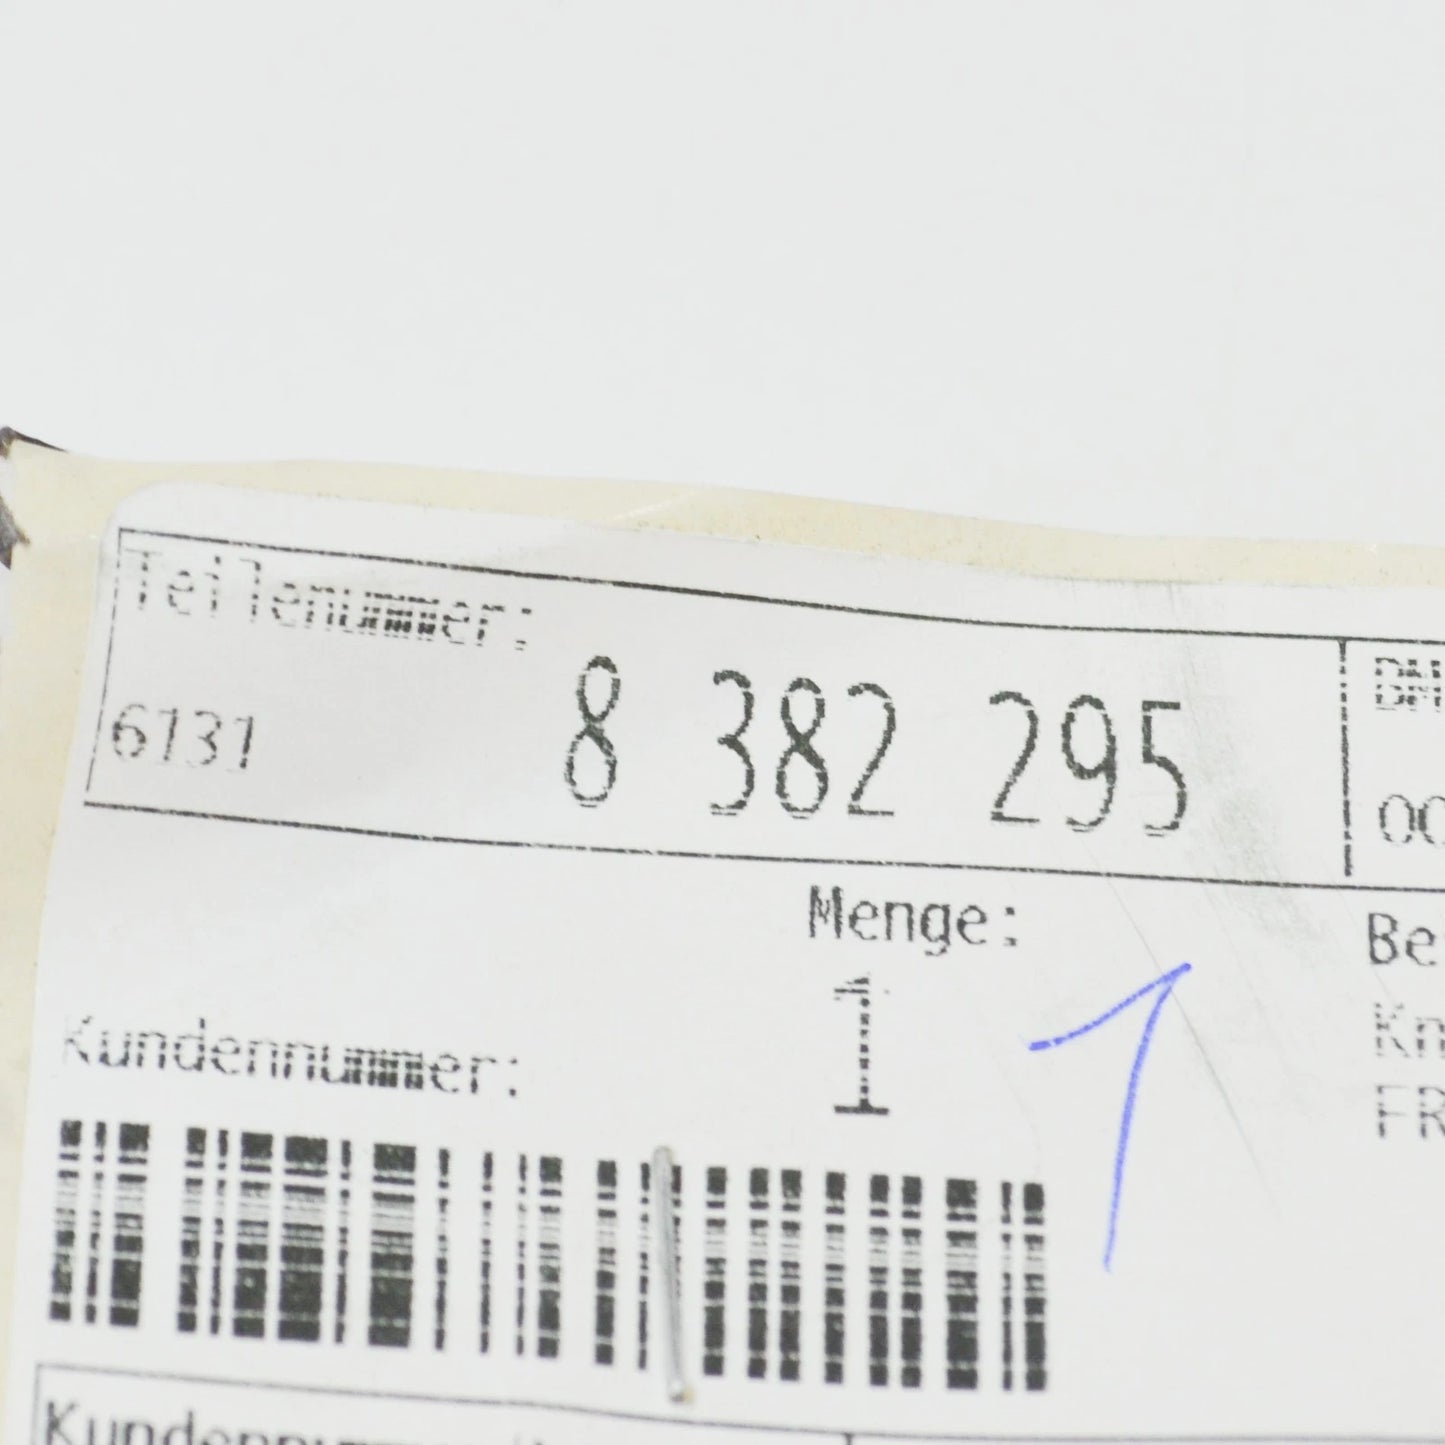 Teilenummer:
6131 8 382 295
Menge:
1 1
Kundennummer: